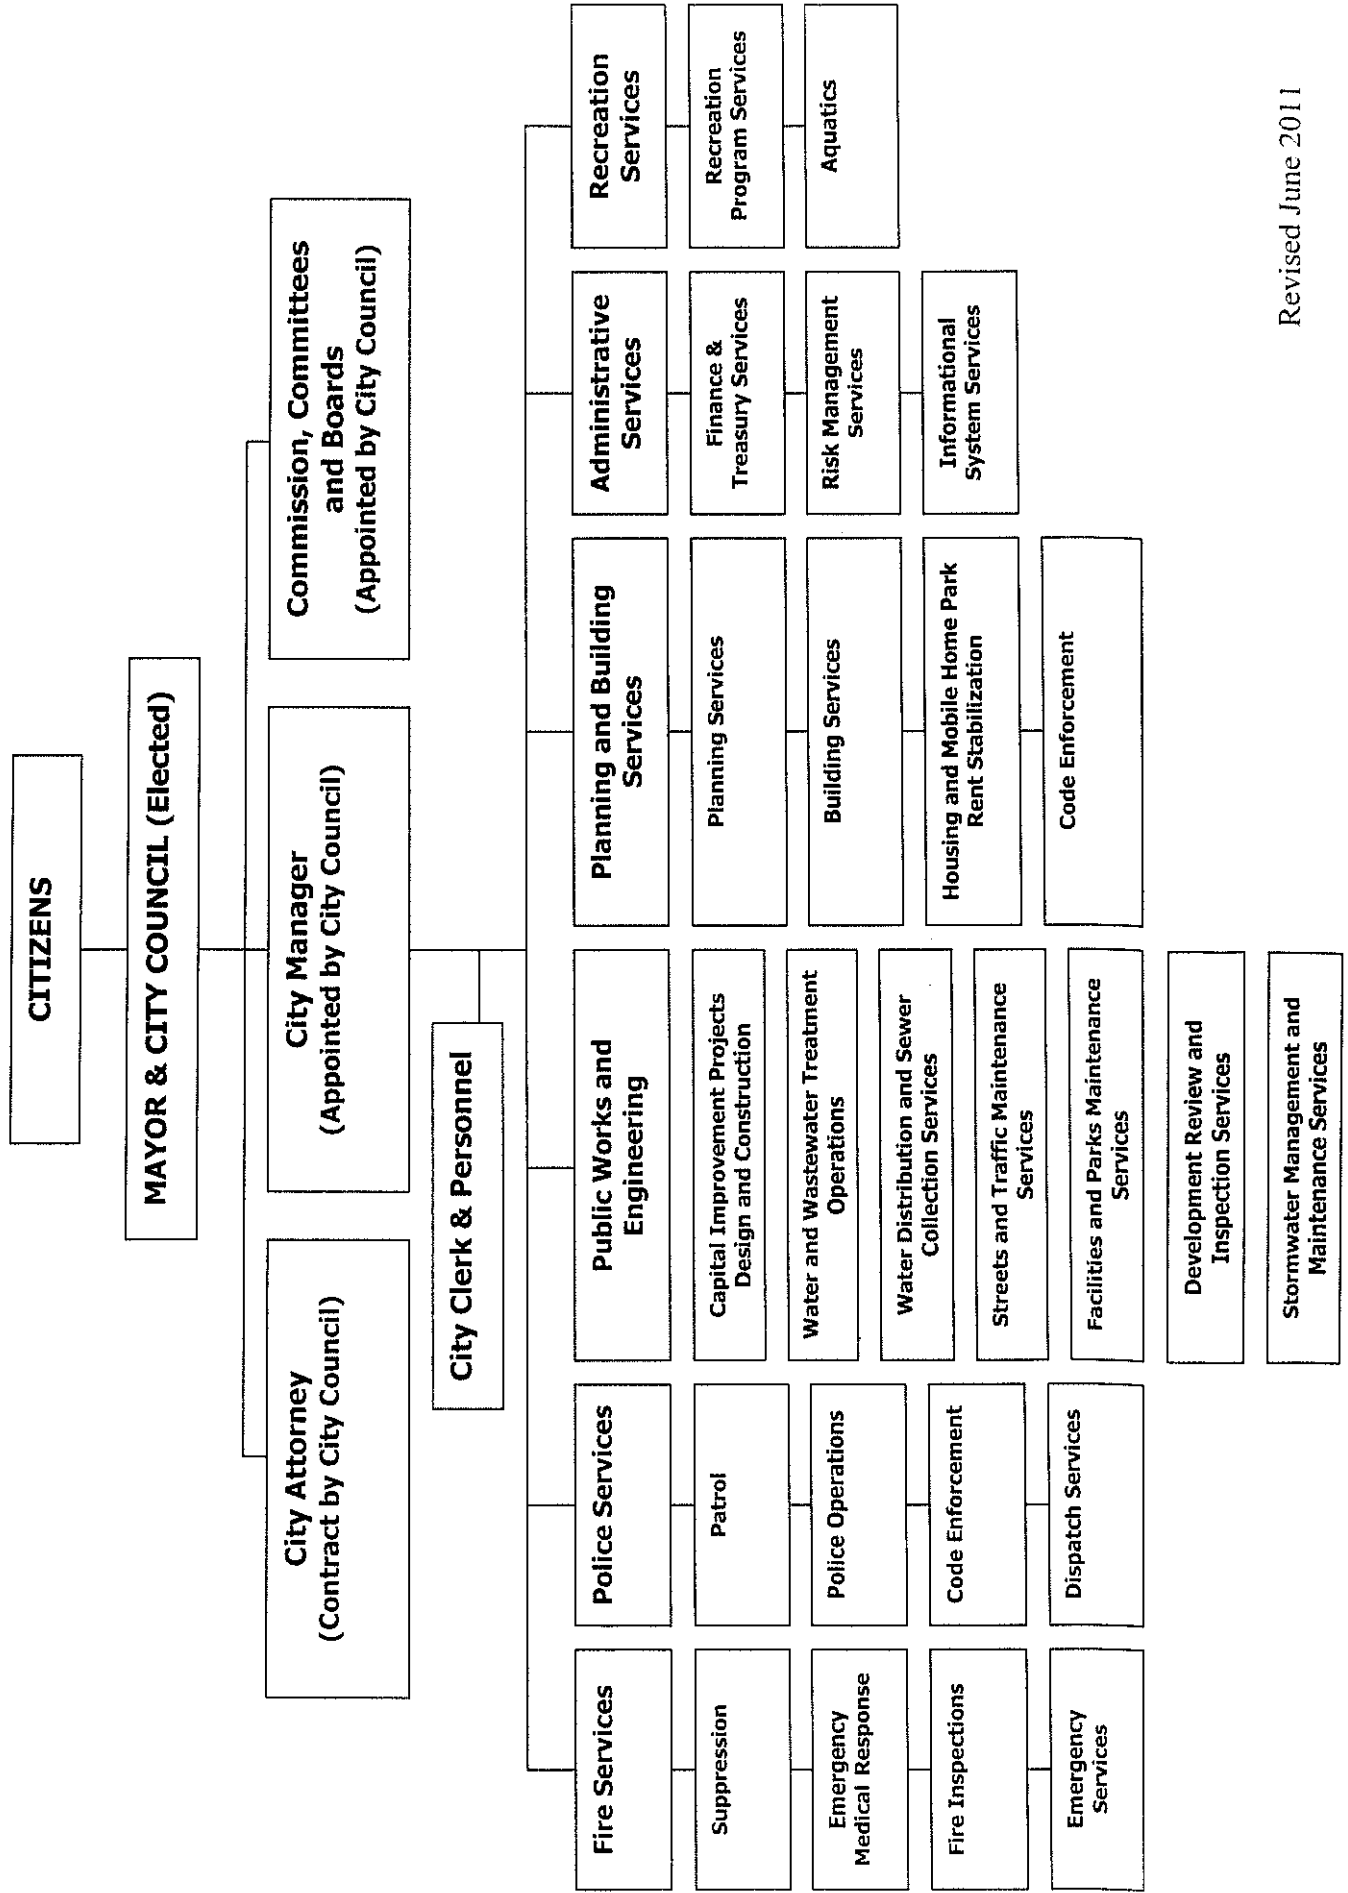 CITIZENS
MAYOR & CITY COUNCIL (Elected)
City Attorney
(Contract by City Council)
City Manager
(Appointed by City Council)
Commission, Committees
and Boards
(Appointed by City Council)
City Clerk & Personnel
Fire Services
Suppression
Emergency
Medical Response
Fire Inspections
Emergency
Services
Police Services
Patrol
Police Operations
Code Enforcement
Dispatch Services
Public Works and
Engineering
Capital Improvement Projects
Design and Construction
Water and Wastewater Treatment
Operations
Water Distribution and Sewer
Collection Services
Streets and Traffic Maintenance
Services
Facilities and Parks Maintenance
Services
Development Review and
Inspection Services
Stormwater Management and
Maintenance Services
Planning and Building
Services
Planning Services
Building Services
Housing and Mobile Home Park
Rent Stabilization
Code Enforcement
Administrative
Services
Finance &
Treasury Services
Risk Management
Services
Informational
System Services
Recreation
Services
Recreation
Program Services
Aquatics
Revised June 2011